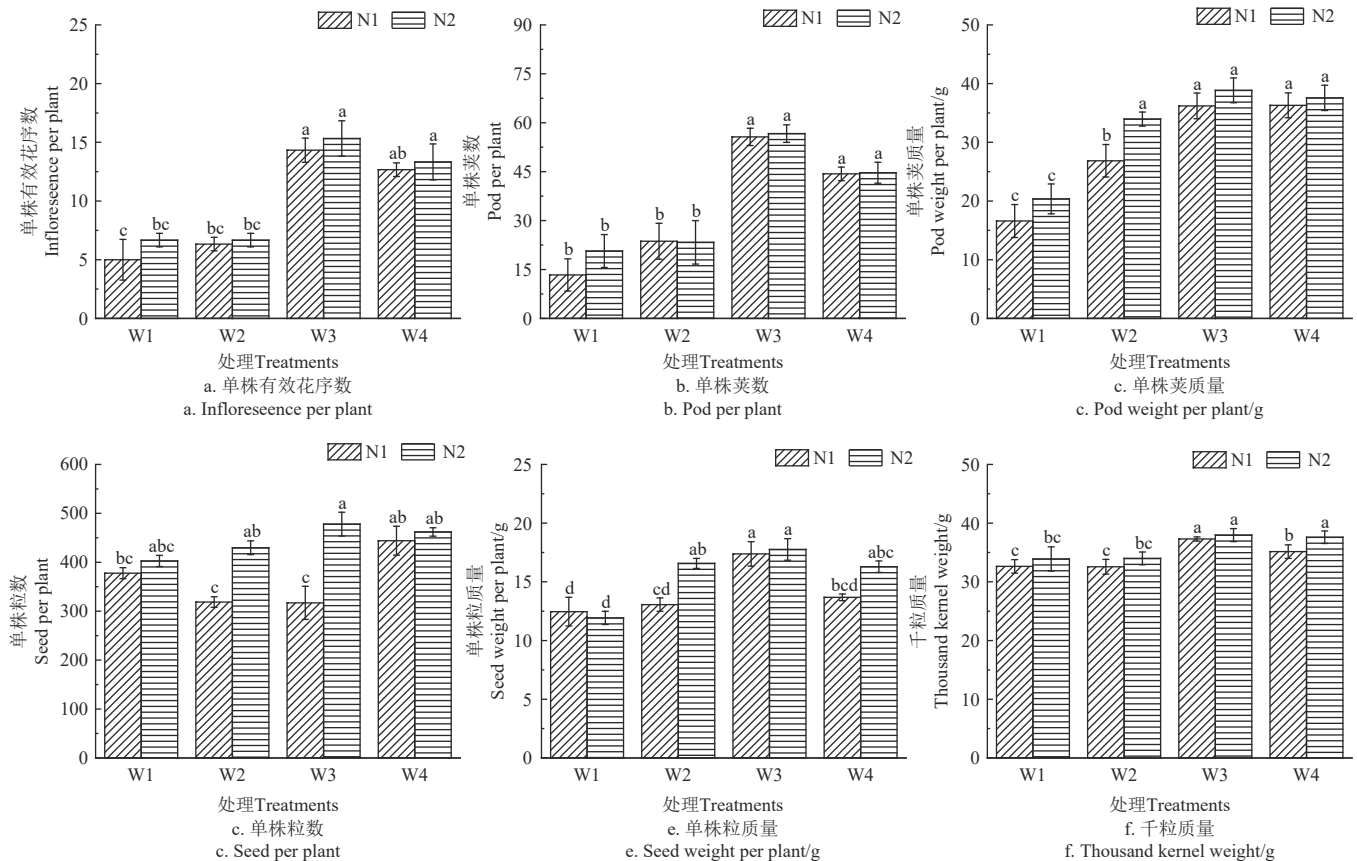 N1 N2
25
20
15
10
5
0
单株有效花序数
Infloreseence per plant
c bc bc bc a a ab a
W1 W2 W3 W4
处理Treatments
a. 单株有效花序数
a. Infloreseence per plant
N1 N2
90
75
60
45
30
15
0
单株荚数
Pod per plant
b b b b a a a a
W1 W2 W3 W4
处理Treatments
b. 单株荚数
b. Pod per plant
N1 N2
50
40
30
20
10
0
单株荚质量
Pod weight per plant/g
c c b a a a a a
W1 W2 W3 W4
处理Treatments
c. 单株荚质量
c. Pod weight per plant/g
N1 N2
600
500
400
300
200
100
0
单株粒数
Seed per plant
bc abc c ab c a ab ab
W1 W2 W3 W4
处理Treatments
c. 单株粒数
c. Seed per plant
N1 N2
25
20
15
10
5
0
单株粒质量
Seed weight per plant/g
d d cd ab a a bcd abc
W1 W2 W3 W4
处理Treatments
e. 单株粒质量
e. Seed weight per plant/g
N1 N2
50
40
30
20
10
0
千粒质量
Thousand kernel weight/g
c bc c bc a a b a
W1 W2 W3 W4
处理Treatments
f. 千粒质量
f. Thousand kernel weight/g